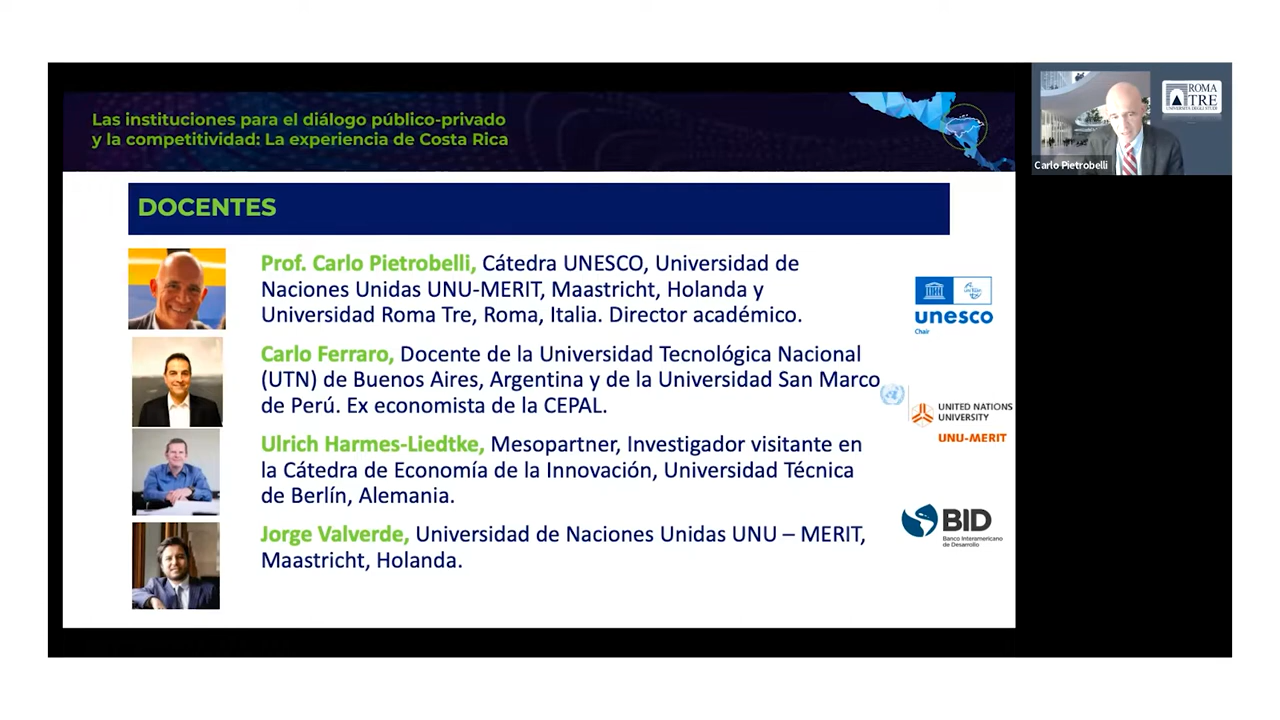 Las instituciones para el diálogo público-privado
y la competitividad: La experiencia de Costa Rica
ROMA
TRE
UNIVERSITÀ DEGLI STUDI
Carlo Pietrobelli
DOCENTES
Prof. Carlo Pietrobelli, Cátedra UNESCO, Universidad de
Naciones Unidas UNU-MERIT, Maastricht, Holanda y
Universidad Roma Tre, Roma, Italia. Director académico.
Carlo Ferraro, Docente de la Universidad Tecnológica Nacional
(UTN) de Buenos Aires, Argentina y de la Universidad San Marco
de Perú. Ex economista de la CEPAL.
Ulrich Harmes-Liedtke, Mesopartner, Investigador visitante en
la Cátedra de Economía de la Innovación, Universidad Técnica
de Berlín, Alemania.
Jorge Valverde, Universidad de Naciones Unidas UNU – MERIT,
Maastricht, Holanda.
unesco
Chair
UNITED NATIONS
UNIVERSITY
UNU-MERIT
BID
Banco Interamericano
de Desarrollo